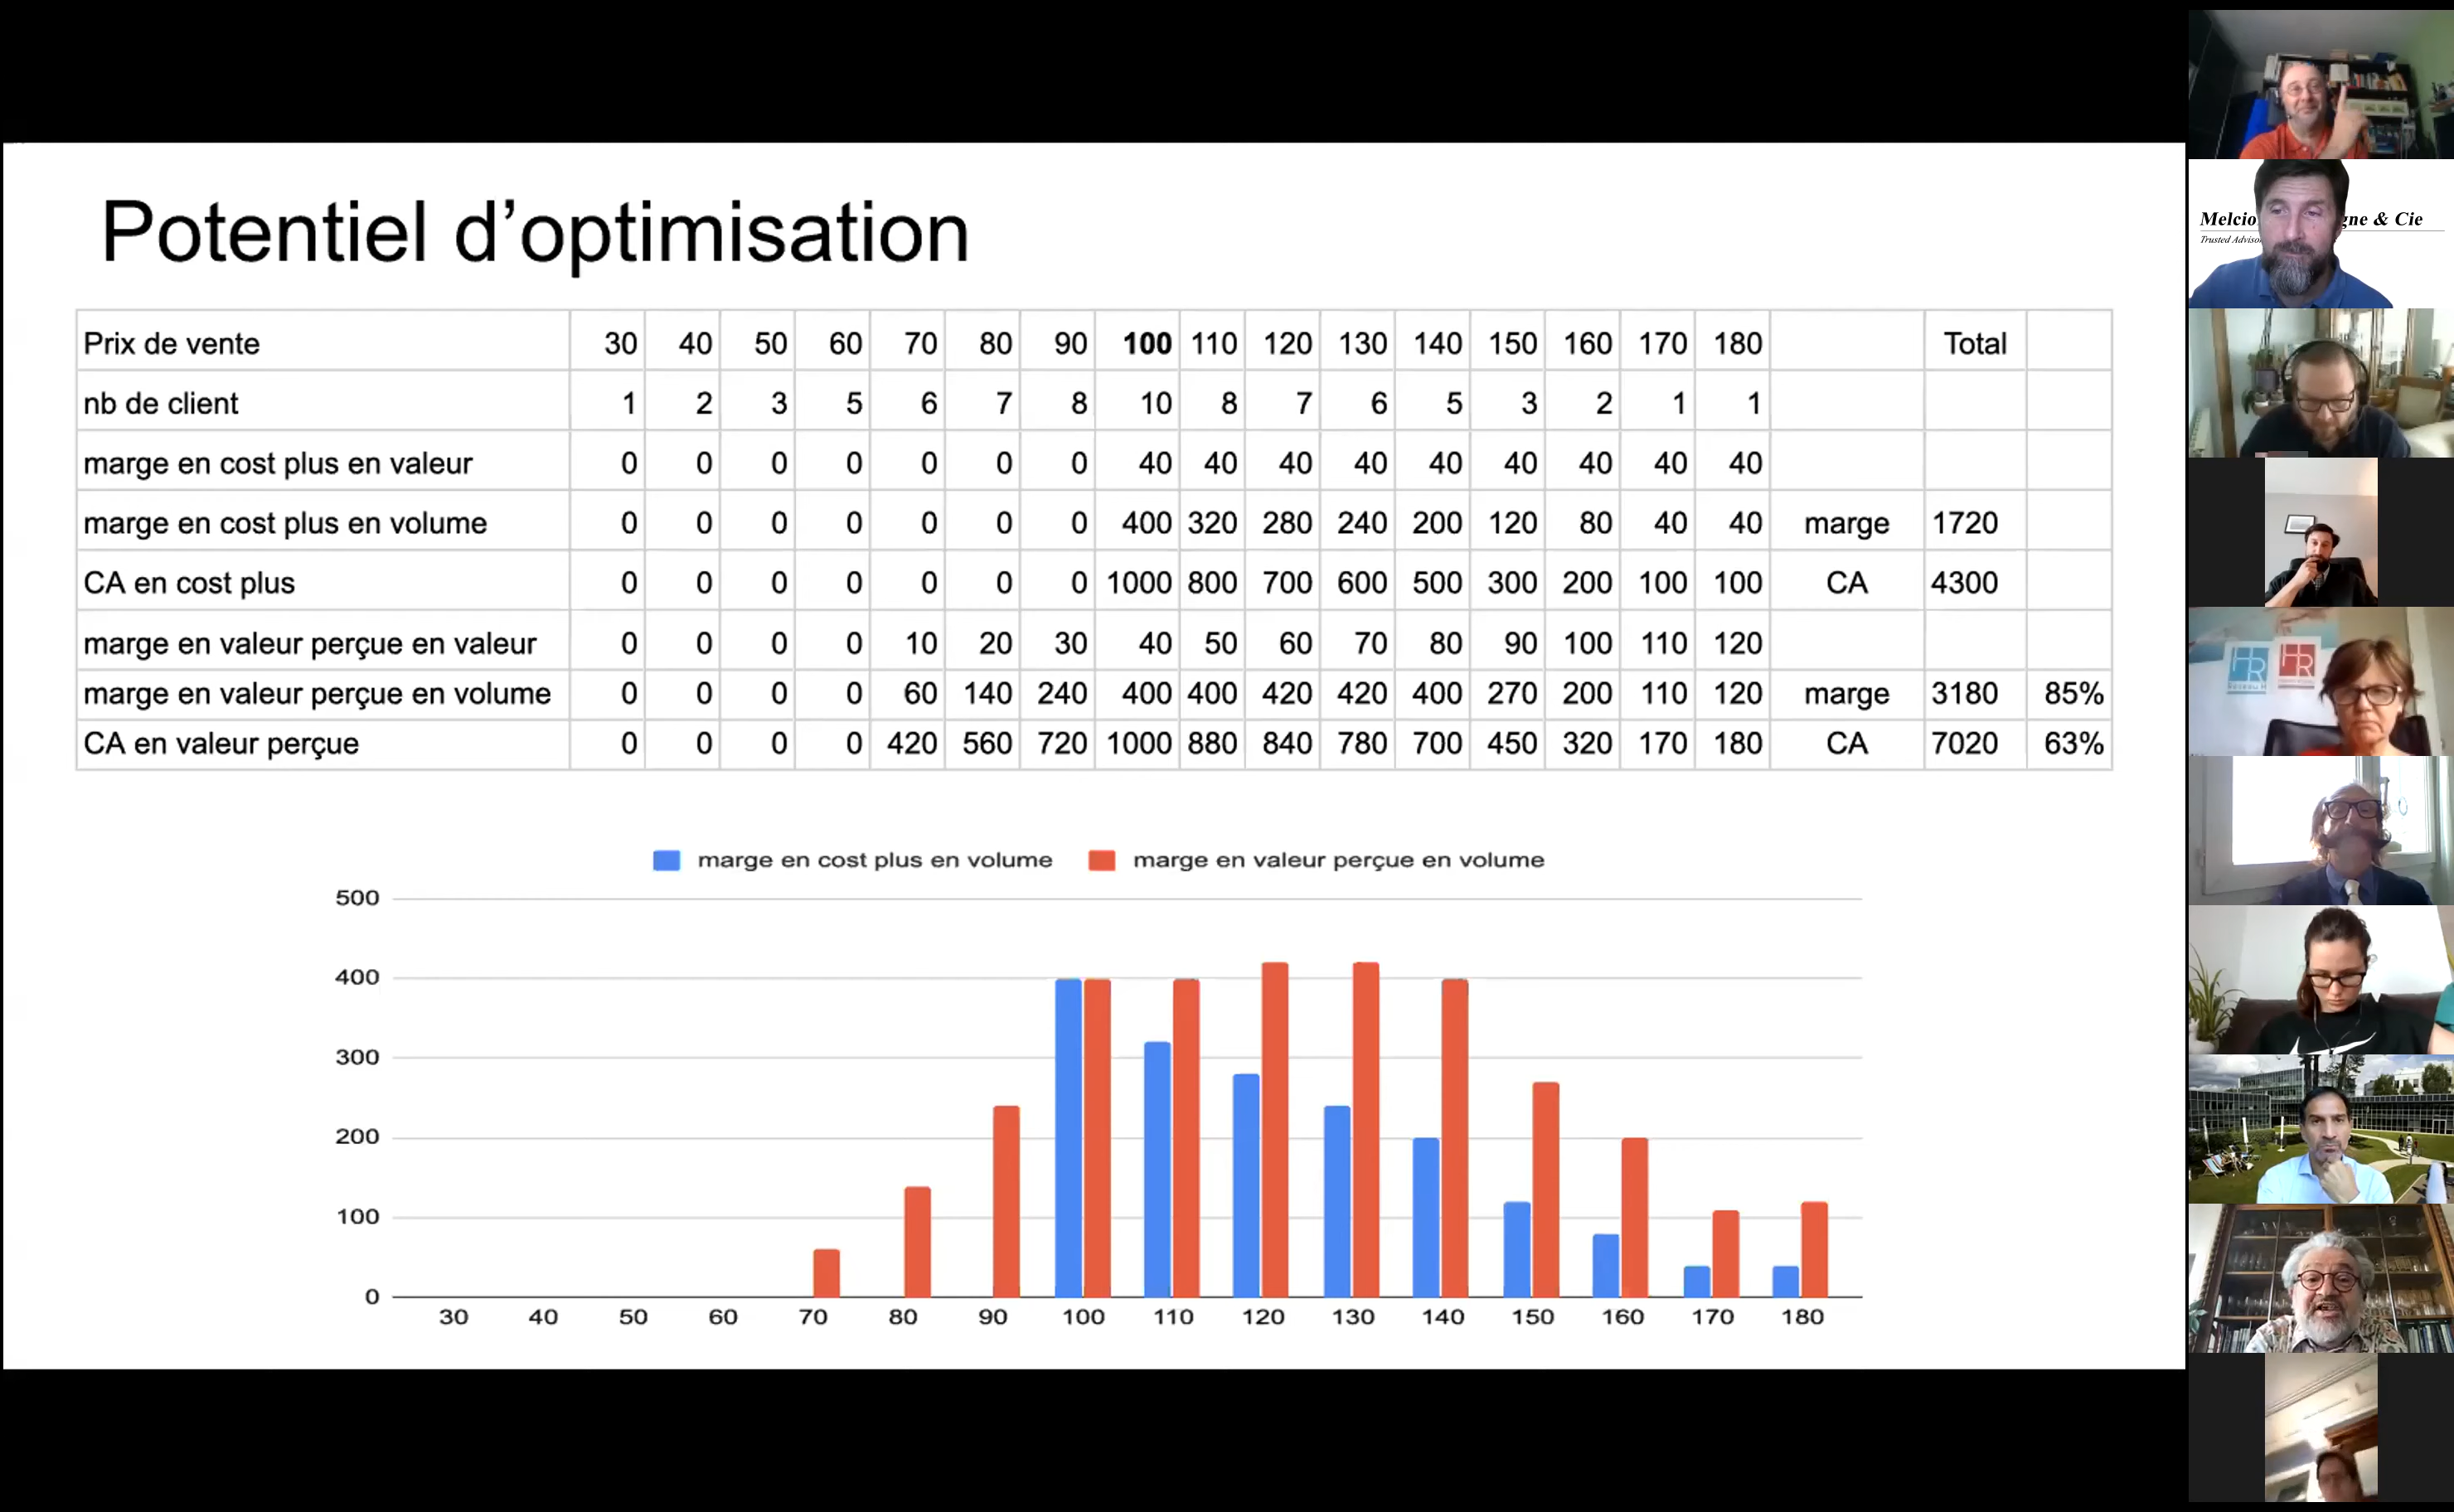 Potentiel d’optimisation
Prix de vente 30 40 50 60 70 80 90 100 110 120 130 140 150 160 170 180 Total
nb de client 1 2 3 5 6 7 8 10 8 7 6 5 3 2 1 1
marge en cost plus en valeur 0 0 0 0 0 0 0 40 40 40 40 40 40 40 40 40
marge en cost plus en volume 0 0 0 0 0 0 0 400 320 280 240 200 120 80 40 40 marge 1720
CA en cost plus 0 0 0 0 0 0 0 1000 800 700 600 500 300 200 100 100 CA 4300
marge en valeur perçue en valeur 0 0 0 0 10 20 30 40 50 60 70 80 90 100 110 120
marge en valeur perçue en volume 0 0 0 0 60 140 240 400 400 420 420 400 270 200 110 120 marge 3180 85%
CA en valeur perçue 0 0 0 0 420 560 720 1000 880 840 780 700 450 320 170 180 CA 7020 63%
marge en cost plus en volume marge en valeur perçue en volume
500
400
300
200
100
0
30 40 50 60 70 80 90 100 110 120 130 140 150 160 170 180
& Cie
Trusted
HR HR